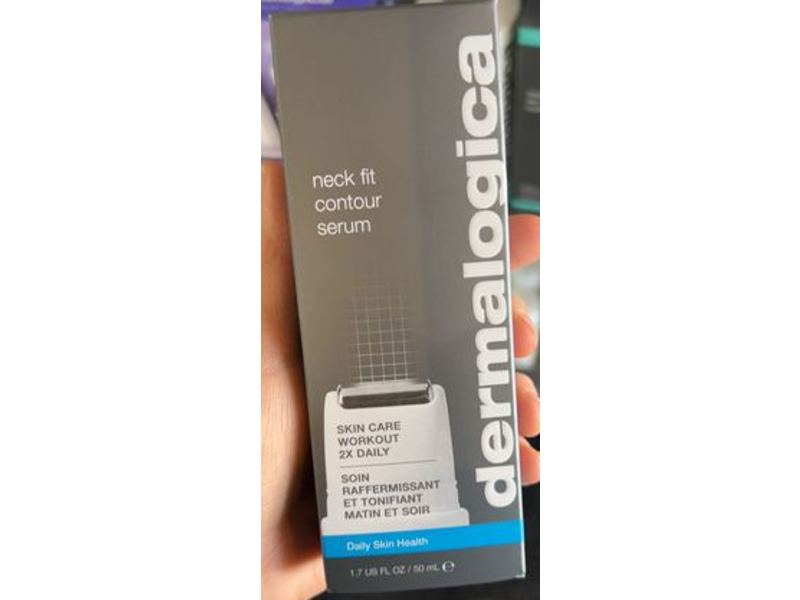 neck fit
contour
serum
dermalogica
SKIN CARE
WORKOUT
2X DAILY
SOIN
RAFFERMISSANT
ET TONIFIANT
MATIN ET SOIR
Daily Skin Health
1.7 US FL OZ / 50 mL ℮